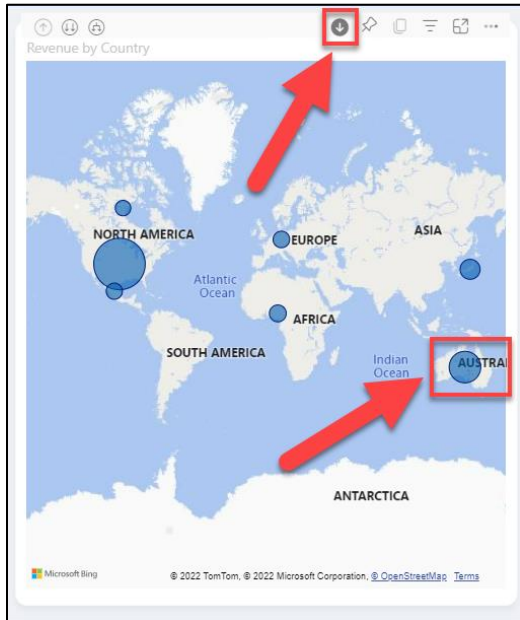 Revenue by Country
NORTH AMERICA
EUROPE
ASIA
Atlantic
Ocean
AFRICA
SOUTH AMERICA
Indian
Ocean
AUSTRAL
ANTARCTICA
Microsoft Bing
© 2022 TomTom, © 2022 Microsoft Corporation, © OpenStreetMap Terms